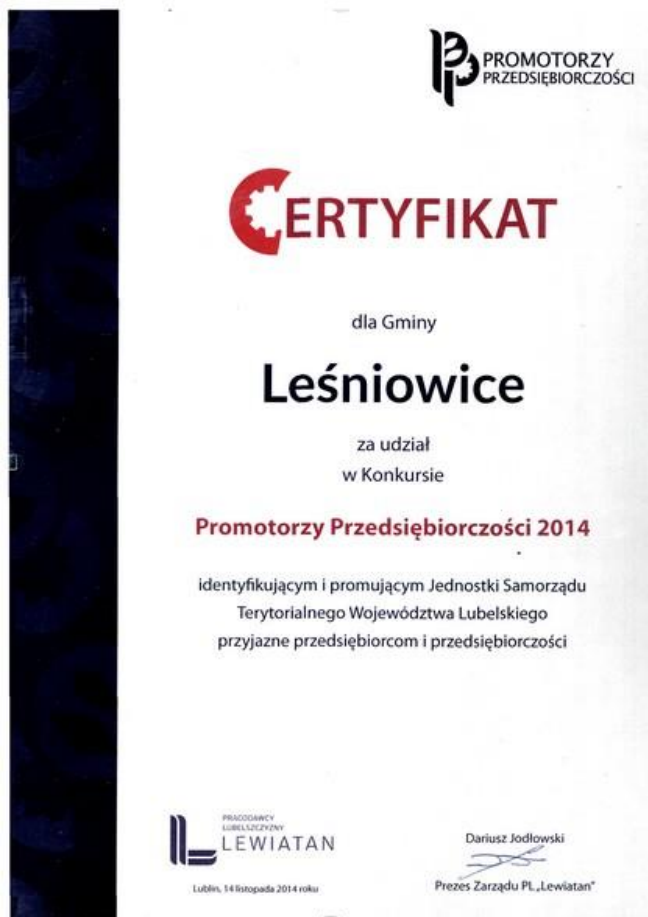 PROMOTORZY
PRZEDSIĘBIORCZOŚCI
CERTYFIKAT
dla Gminy
Leśniowice
za udział
w Konkursie
Promotorzy Przedsiębiorczości 2014
identyfikującym i promującym Jednostki Samorządu
Terytorialnego Województwa Lubelskiego
przyjazne przedsiębiorcom i przedsiębiorczości
PRACODAWCY
LUBELSZCZYZNY
LEWIATAN
Lublin, 14 listopada 2014 roku
Dariusz Jodłowski
Prezes Zarządu PL „Lewiatan”